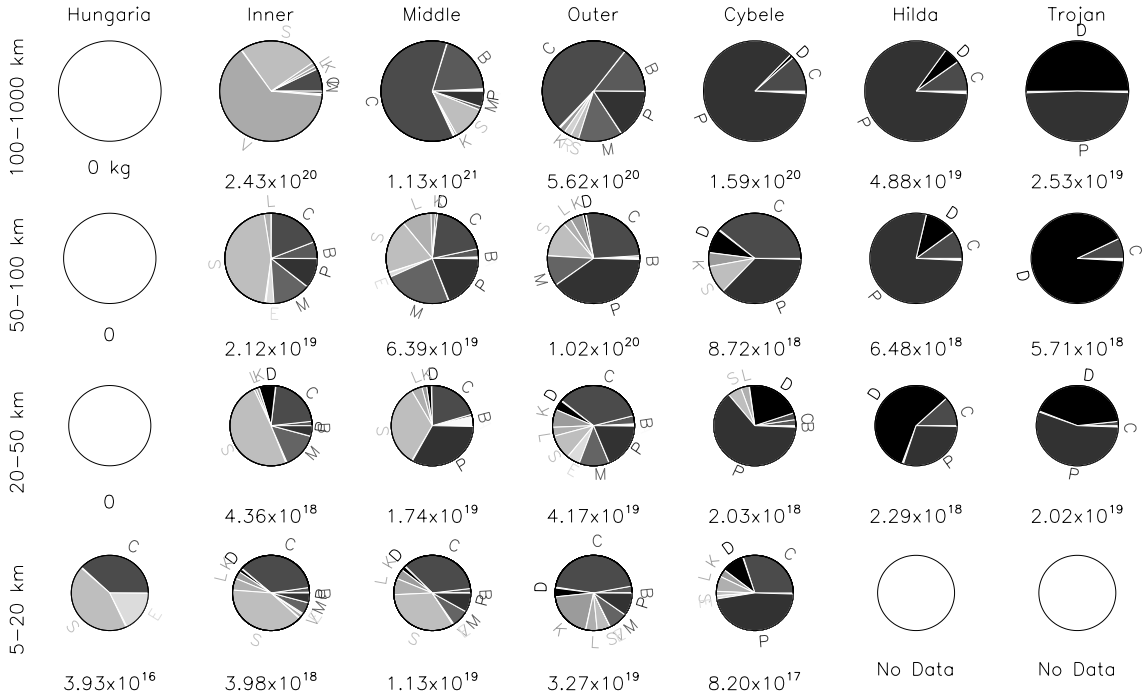 Hungaria Inner Middle Outer Cybele Hilda Trojan
100-1000 km
S K V
B P M S K C
C B P M S R K
D C P
D C P
D P
0 kg 2.43x10^20 1.13x10^21 5.62x10^20 1.59x10^20 4.88x10^19 2.53x10^19
50-100 km
L C B P M E S
L K D C B P M E S
S L K D C B P M
D C P S K
D C P
C D
0 2.12x10^19 6.39x10^19 1.02x10^20 8.72x10^18 6.48x10^18 5.71x10^18
20-50 km
L K D C B M S
L K D C B P S
K D C B P M E S L
S L D C B P
D C P
D C P
0 4.36x10^18 1.74x10^19 4.17x10^19 2.03x10^18 2.29x10^18 2.02x10^19
5-20 km
C E S
L K D C B P M V S
L K D C B P M S
D C B P M V S L K
S L K D C P
3.93x10^16 3.98x10^18 1.13x10^19 3.27x10^19 8.20x10^17 No Data No Data